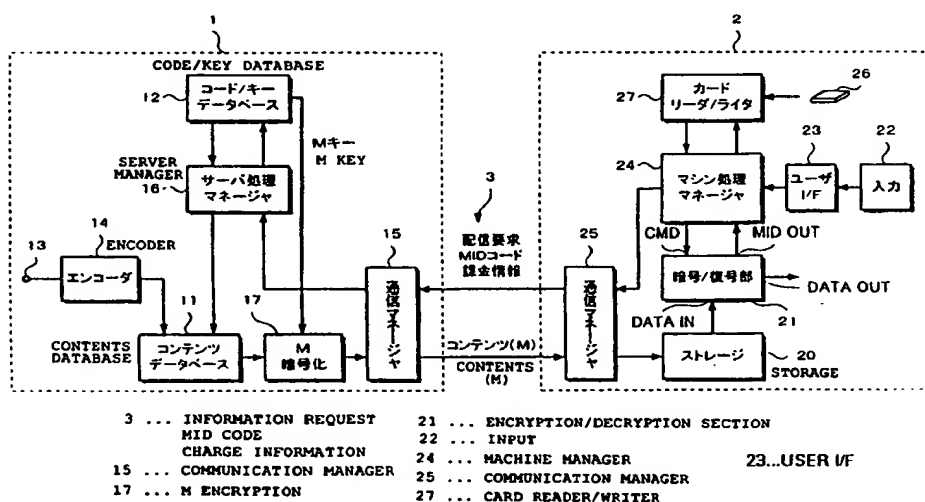 1
2
CODE/KEY DATABASE
12
コード/キー
データベース
Mキー
M KEY
SERVER
MANAGER
16
サーバ処理
マネージャ
13
14
ENCODER
エンコーダ
11
CONTENTS
DATABASE
コンテンツ
データベース
17
M
暗号化
15
通信マネージャ
3
配信要求
MIDコード
課金情報
コンテンツ(M)
CONTENTS
(M)
25
通信マネージャ
27
カード
リーダ/ライタ
26
24
マシン処理
マネージャ
23
ユーザ
I/F
22
入力
CMD
MID OUT
暗号/復号部
DATA OUT
DATA IN
21
ストレージ
20
STORAGE
3 ... INFORMATION REQUEST
MID CODE
CHARGE INFORMATION
15 ... COMMUNICATION MANAGER
17 ... M ENCRYPTION
21 ... ENCRYPTION/DECRYPTION SECTION
22 ... INPUT
24 ... MACHINE MANAGER
25 ... COMMUNICATION MANAGER
27 ... CARD READER/WRITER
23...USER I/F